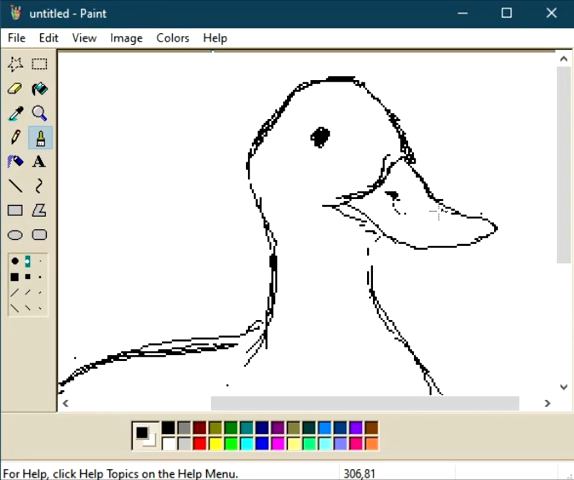 untitled - Paint
File Edit View Image Colors Help
A
For Help, click Help Topics on the Help Menu. 306,81